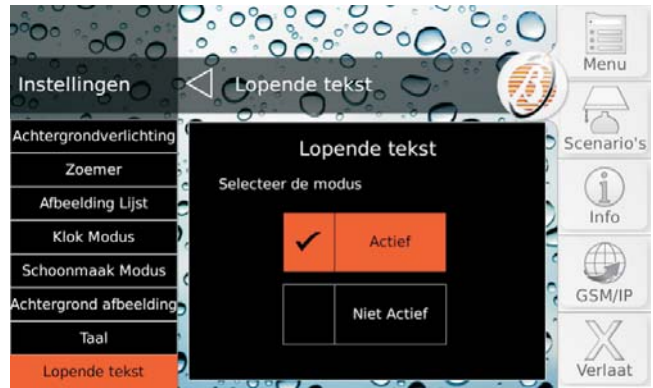 Instellingen
Lopende tekst
Achtergrondverlichting
Zoemer
Afbeelding Lijst
Klok Modus
Schoonmaak Modus
Achtergrond afbeelding
Taal
Lopende tekst
Lopende tekst
Selecteer de modus
Actief
Niet Actief
Menu
Scenario's
Info
GSM/IP
Verlaat